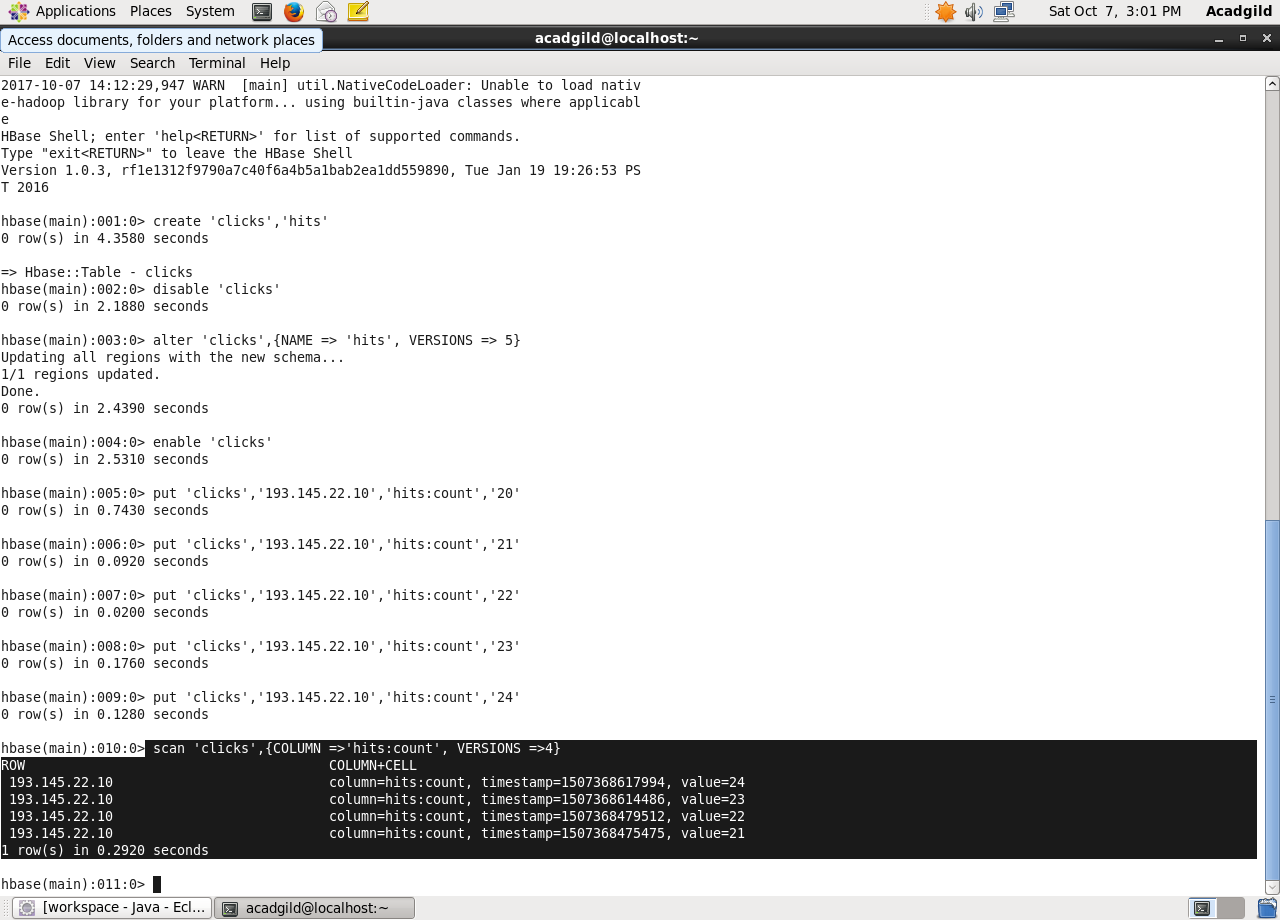 Applications Places System Sat Oct 7, 3:01 PM Acadgild
Access documents, folders and network places
acadgild@localhost:~
File Edit View Search Terminal Help
2017-10-07 14:12:29,947 WARN  [main] util.NativeCodeLoader: Unable to load nativ
e-hadoop library for your platform... using builtin-java classes where applicabl
e
HBase Shell; enter 'help<RETURN>' for list of supported commands.
Type "exit<RETURN>" to leave the HBase Shell
Version 1.0.3, rf1e1312f9790a7c40f6a4b5a1bab2ea1dd559890, Tue Jan 19 19:26:53 PS
T 2016
hbase(main):001:0> create 'clicks','hits'
0 row(s) in 4.3580 seconds
=> Hbase::Table - clicks
hbase(main):002:0> disable 'clicks'
0 row(s) in 2.1880 seconds
hbase(main):003:0> alter 'clicks',{NAME => 'hits', VERSIONS => 5}
Updating all regions with the new schema...
1/1 regions updated.
Done.
0 row(s) in 2.4390 seconds
hbase(main):004:0> enable 'clicks'
0 row(s) in 2.5310 seconds
hbase(main):005:0> put 'clicks','193.145.22.10','hits:count','20'
0 row(s) in 0.7430 seconds
hbase(main):006:0> put 'clicks','193.145.22.10','hits:count','21'
0 row(s) in 0.0920 seconds
hbase(main):007:0> put 'clicks','193.145.22.10','hits:count','22'
0 row(s) in 0.0200 seconds
hbase(main):008:0> put 'clicks','193.145.22.10','hits:count','23'
0 row(s) in 0.1760 seconds
hbase(main):009:0> put 'clicks','193.145.22.10','hits:count','24'
0 row(s) in 0.1280 seconds
hbase(main):010:0> scan 'clicks',{COLUMN =>'hits:count', VERSIONS =>4}
ROW COLUMN+CELL
193.145.22.10 column=hits:count, timestamp=1507368617994, value=24
193.145.22.10 column=hits:count, timestamp=1507368614486, value=23
193.145.22.10 column=hits:count, timestamp=1507368479512, value=22
193.145.22.10 column=hits:count, timestamp=1507368475475, value=21
1 row(s) in 0.2920 seconds
hbase(main):011:0>
[workspace - Java - Ecl... acadgild@localhost:~